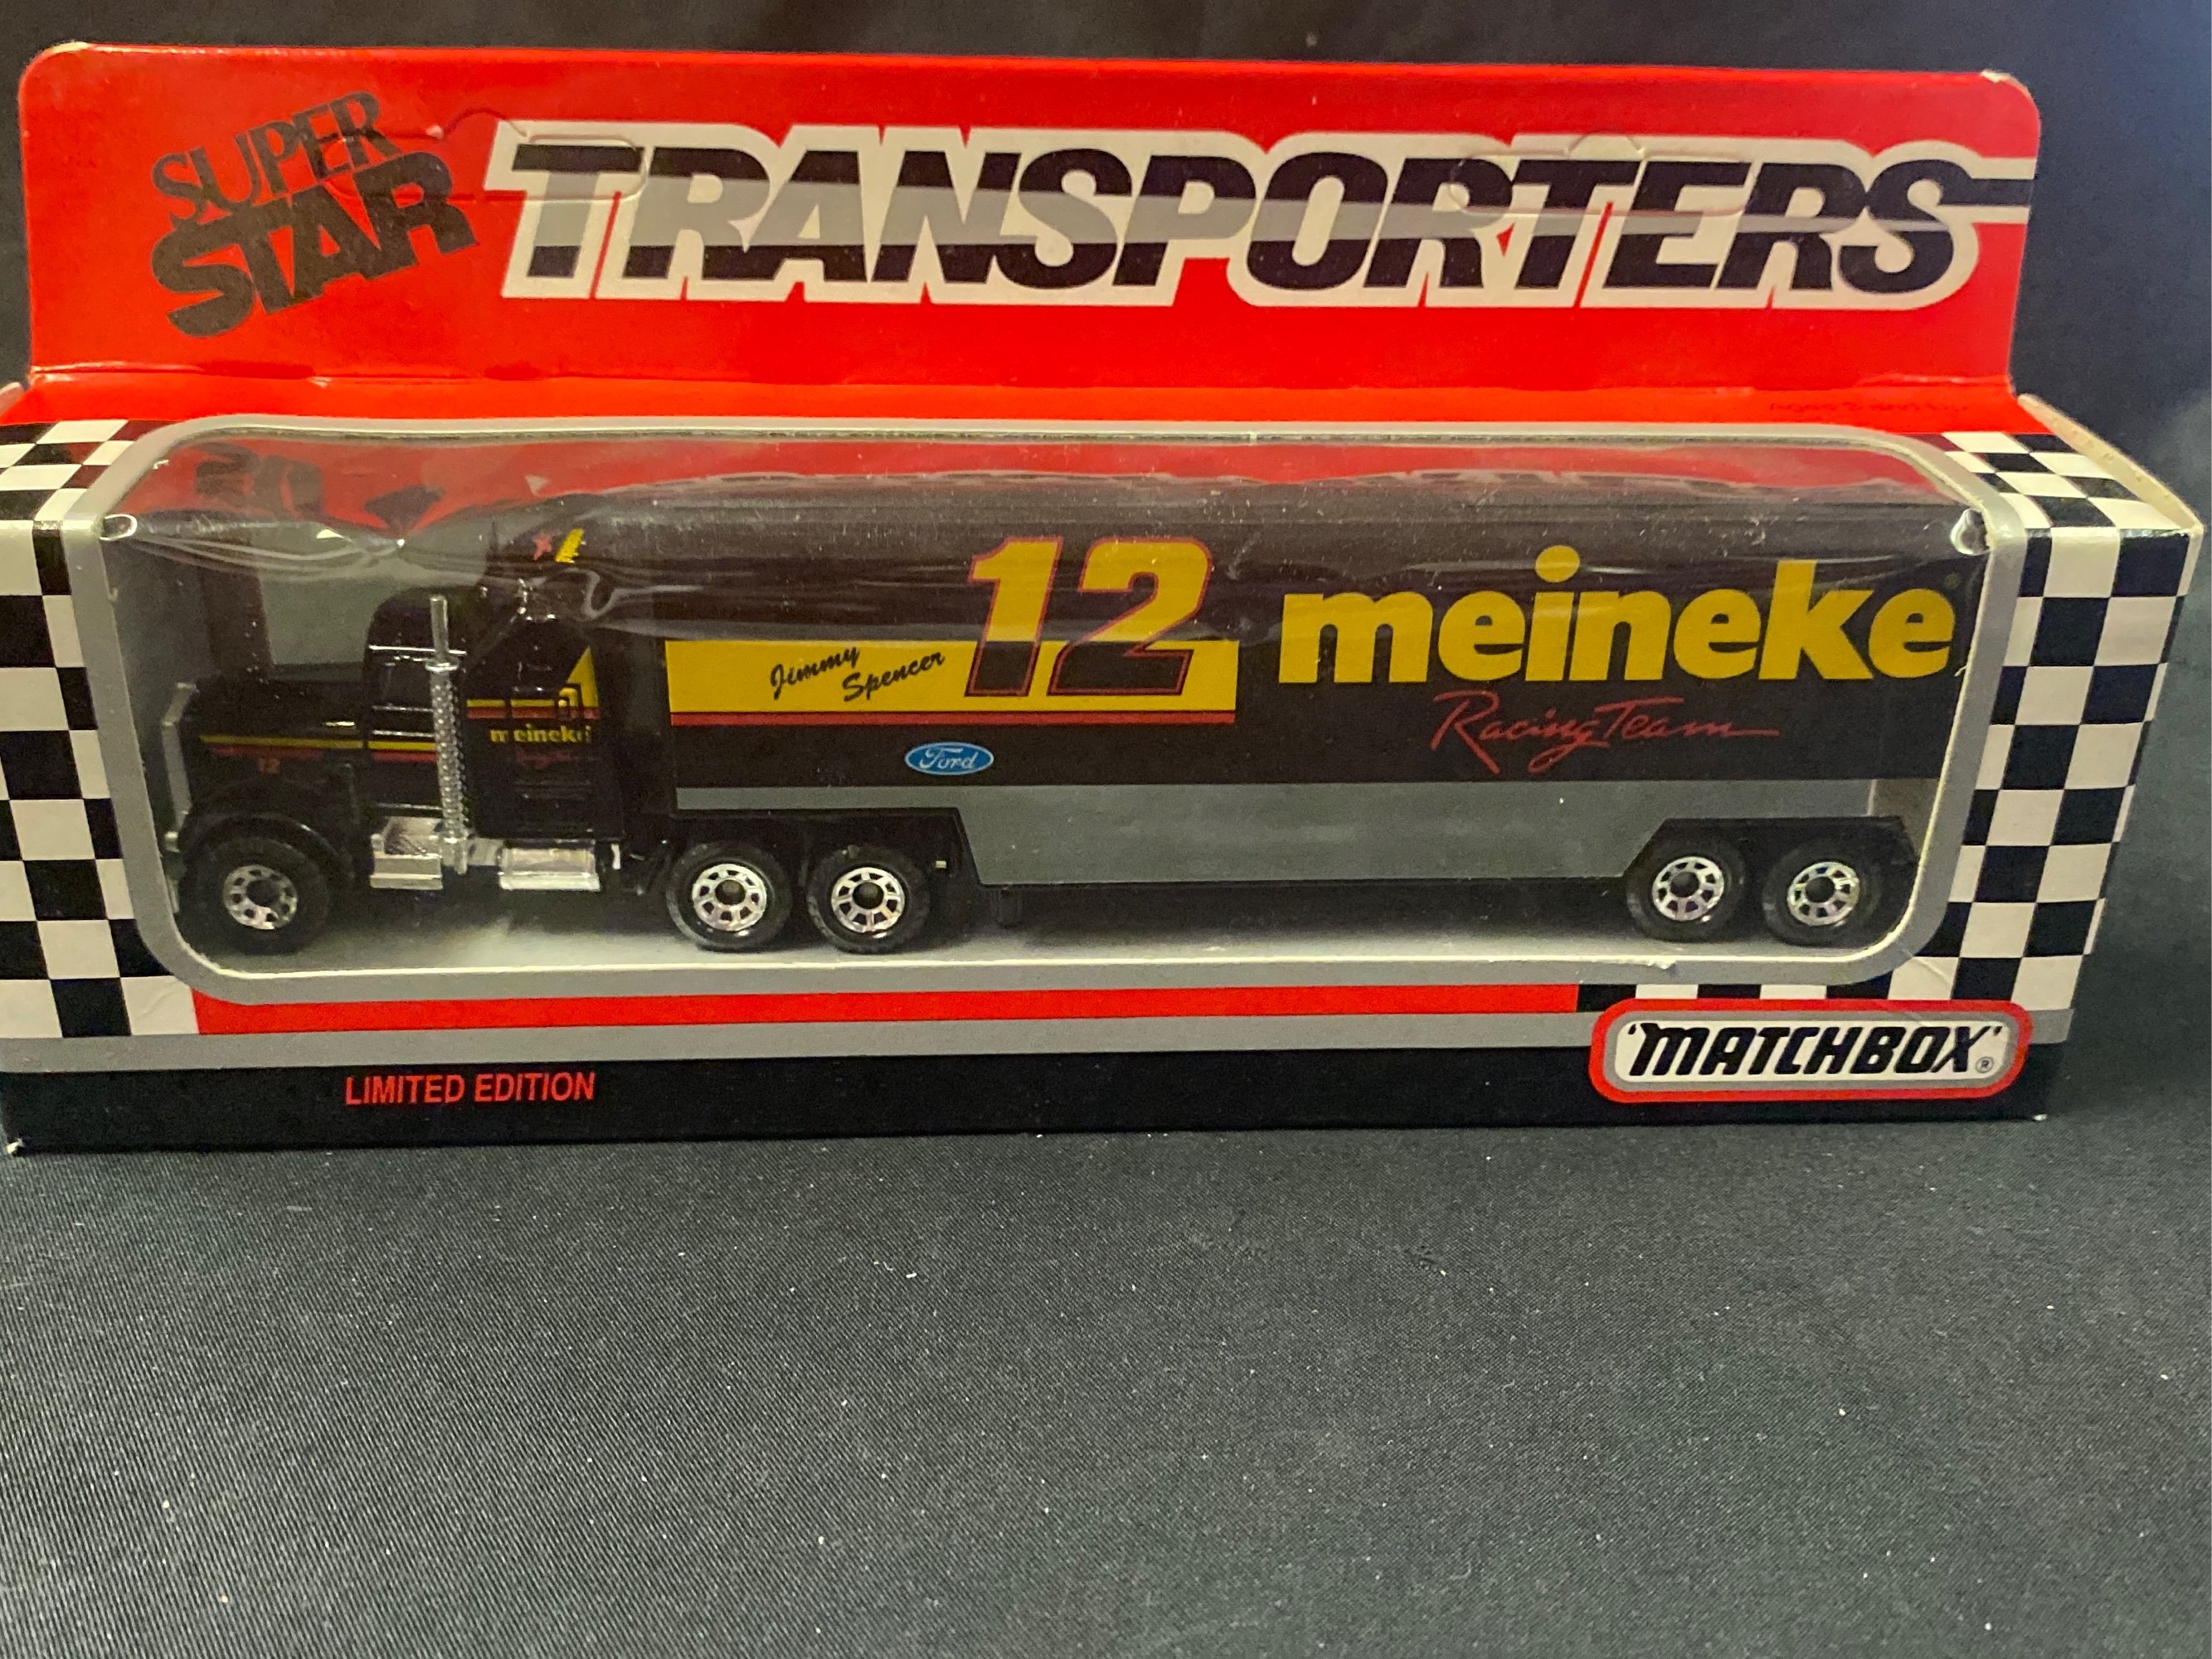 SUPER
STAR
TRANSPORTERS
12
meineke
Jimmy
Spencer
Racing Team
Ford
meineke
12
LIMITED EDITION
'MATCHBOX'®